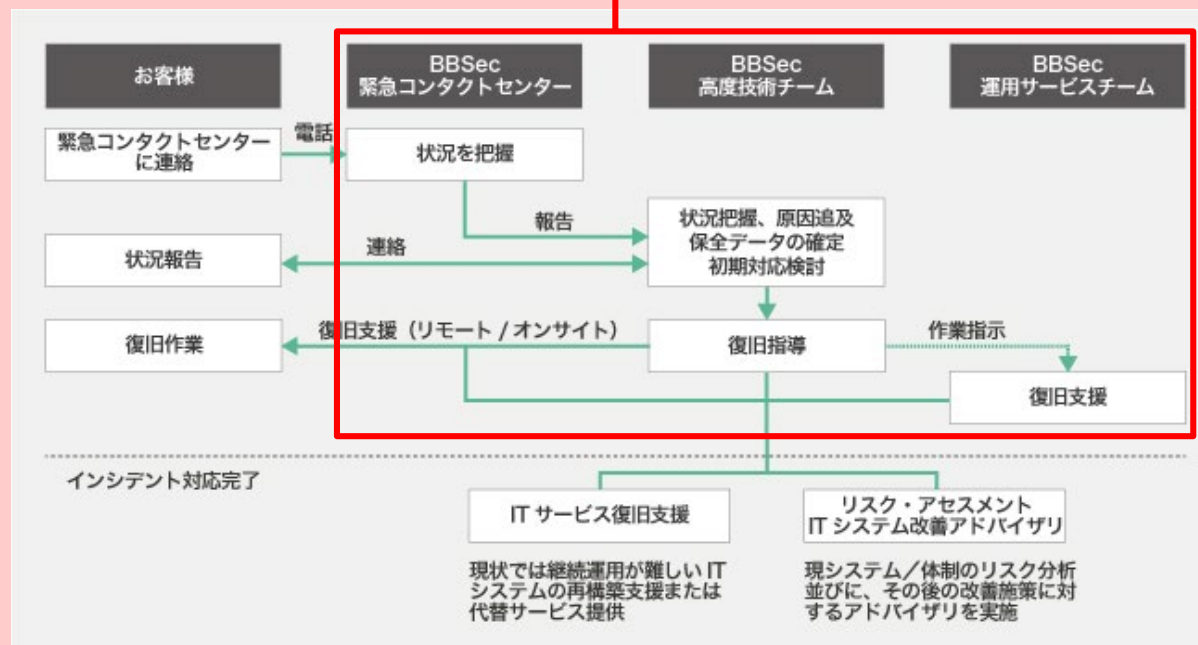 お客様
BBSec
緊急コンタクトセンター
BBSec
高度技術チーム
BBSec
運用サービスチーム
緊急コンタクトセンター
に連絡
電話
状況を把握
報告
状況把握、原因追及
保全データの確定
初期対応検討
状況報告
連絡
復旧作業
復旧支援（リモート / オンサイト）
復旧指導
作業指示
復旧支援
インシデント対応完了
IT サービス復旧支援
リスク・アセスメント
IT システム改善アドバイザリ
現状では継続運用が難しい IT
システムの再構築支援または
代替サービス提供
現システム／体制のリスク分析
並びに、その後の改善施策に対
するアドバイザリを実施